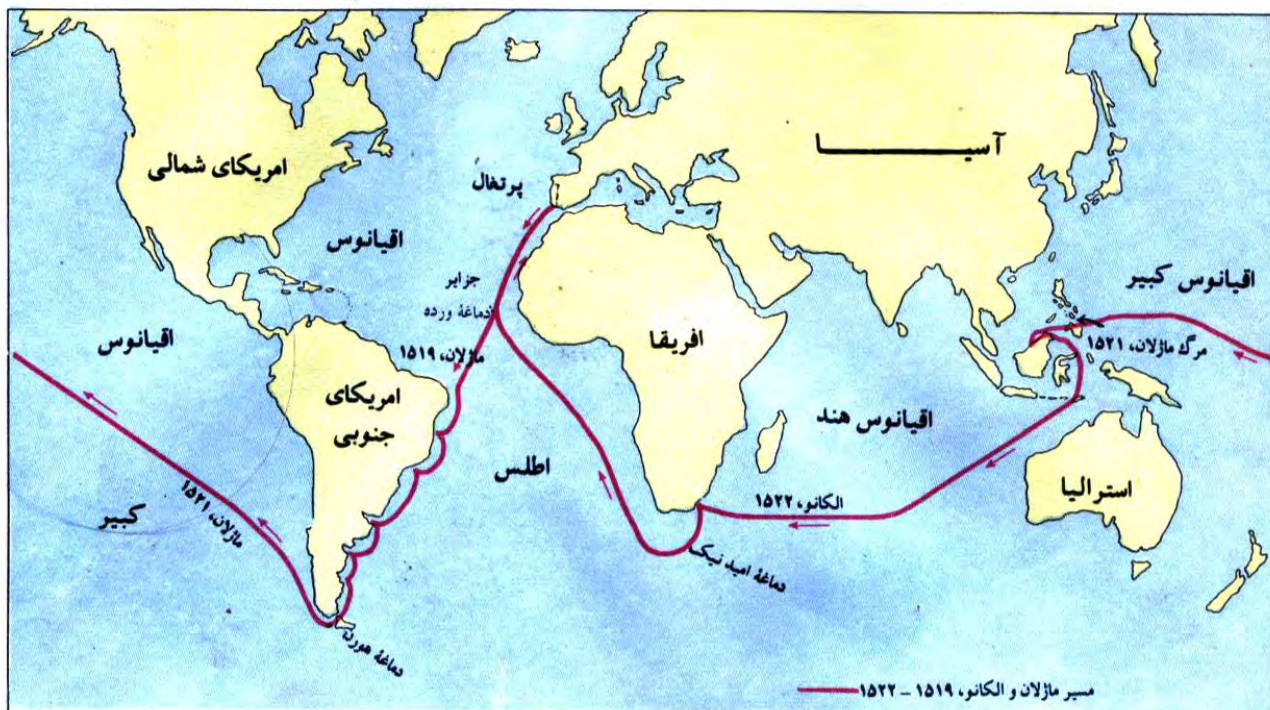 امریکای شمالی
آسیا
پرتغال
اقیانوس
اقیانوس کبیر
جزایر
دماغهٔ ورده
افریقا
اقیانوس
ماژلان، ۱۵۱۹
مرگ ماژلان، ۱۵۲۱
امریکای
جنوبی
اقیانوس هند
اطلس
استرالیا
ماژلان، ۱۵۲۱
کبیر
الکانو، ۱۵۲۲
دماغهٔ امید نیک
دماغهٔ هورن
مسیر ماژلان و الکانو، ۱۵۱۹ – ۱۵۲۲